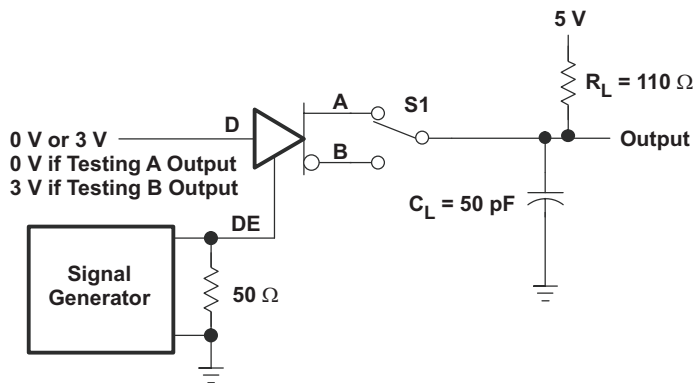 5 V
R_L = 110 Ω
A
S1
D
0 V or 3 V
Output
0 V if Testing A Output
B
3 V if Testing B Output
C_L = 50 pF
DE
Signal
Generator
50 Ω